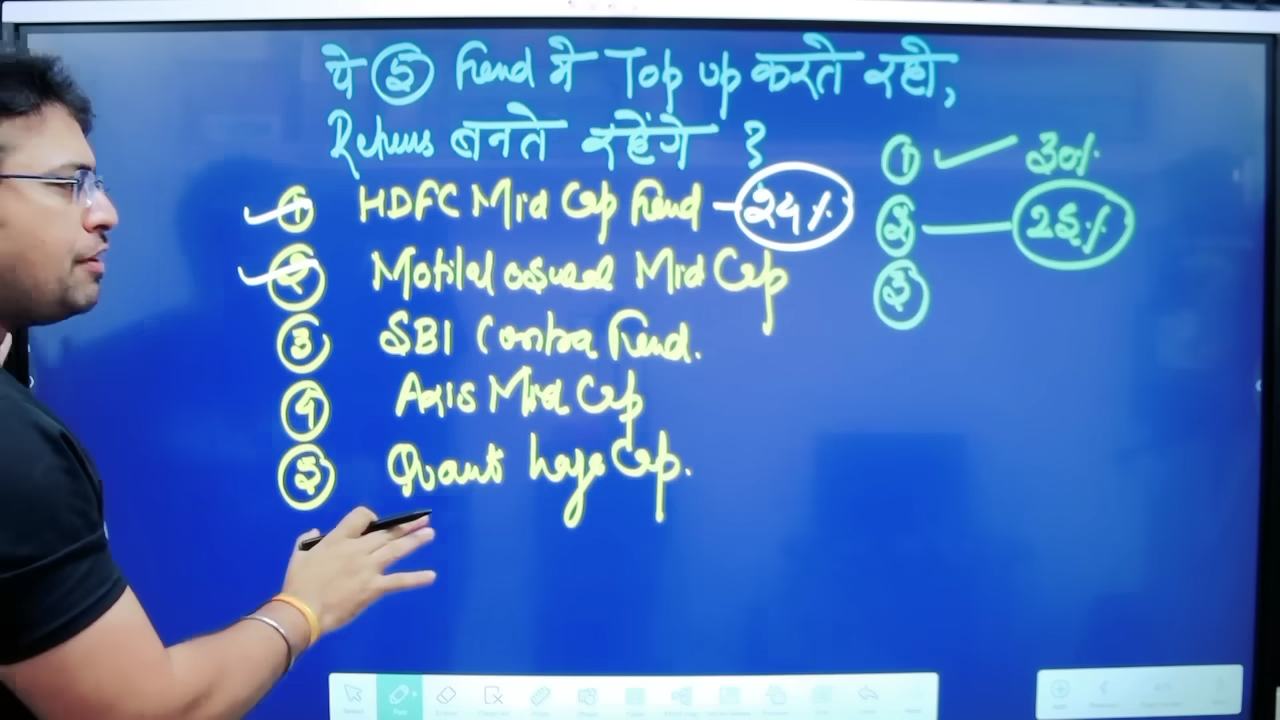 ये ⑤ Fund में Top up करते रहो,
Returns बनते रहेंगे ?
① HDFC Mid Cap Fund - 24%
② Motilal oswal Mid Cap
③ SBI Contra Fund.
④ Axis Mid Cap
⑤ Quant large Cap.
① 30%
② 25%
③